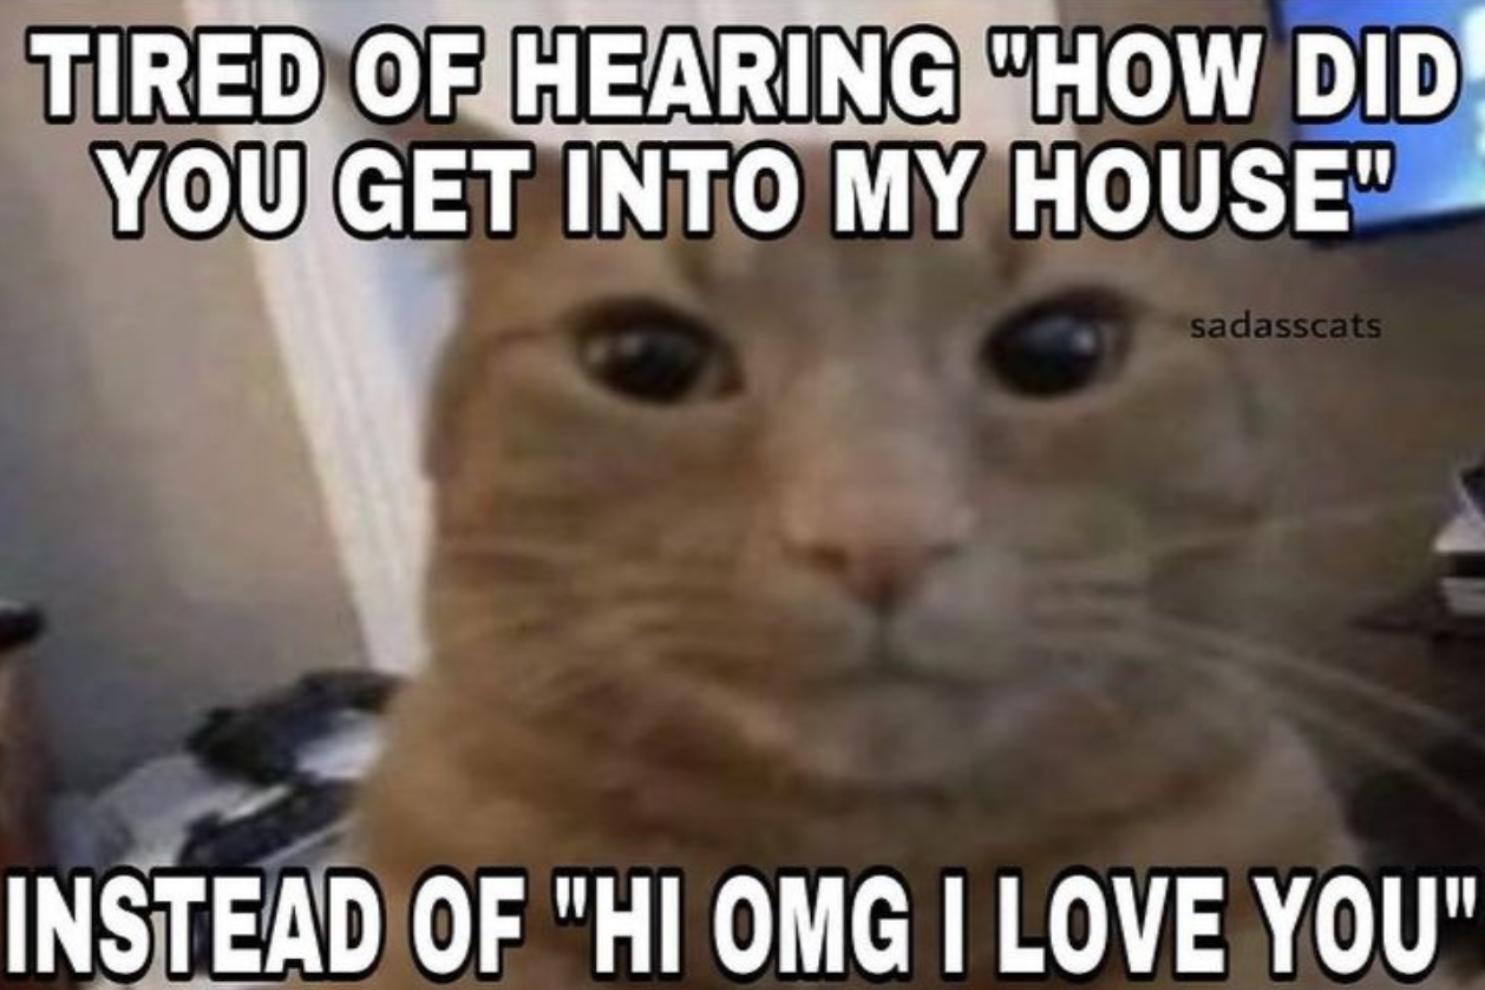 TIRED OF HEARING "HOW DID
YOU GET INTO MY HOUSE"
sadasscats
INSTEAD OF "HI OMG I LOVE YOU"